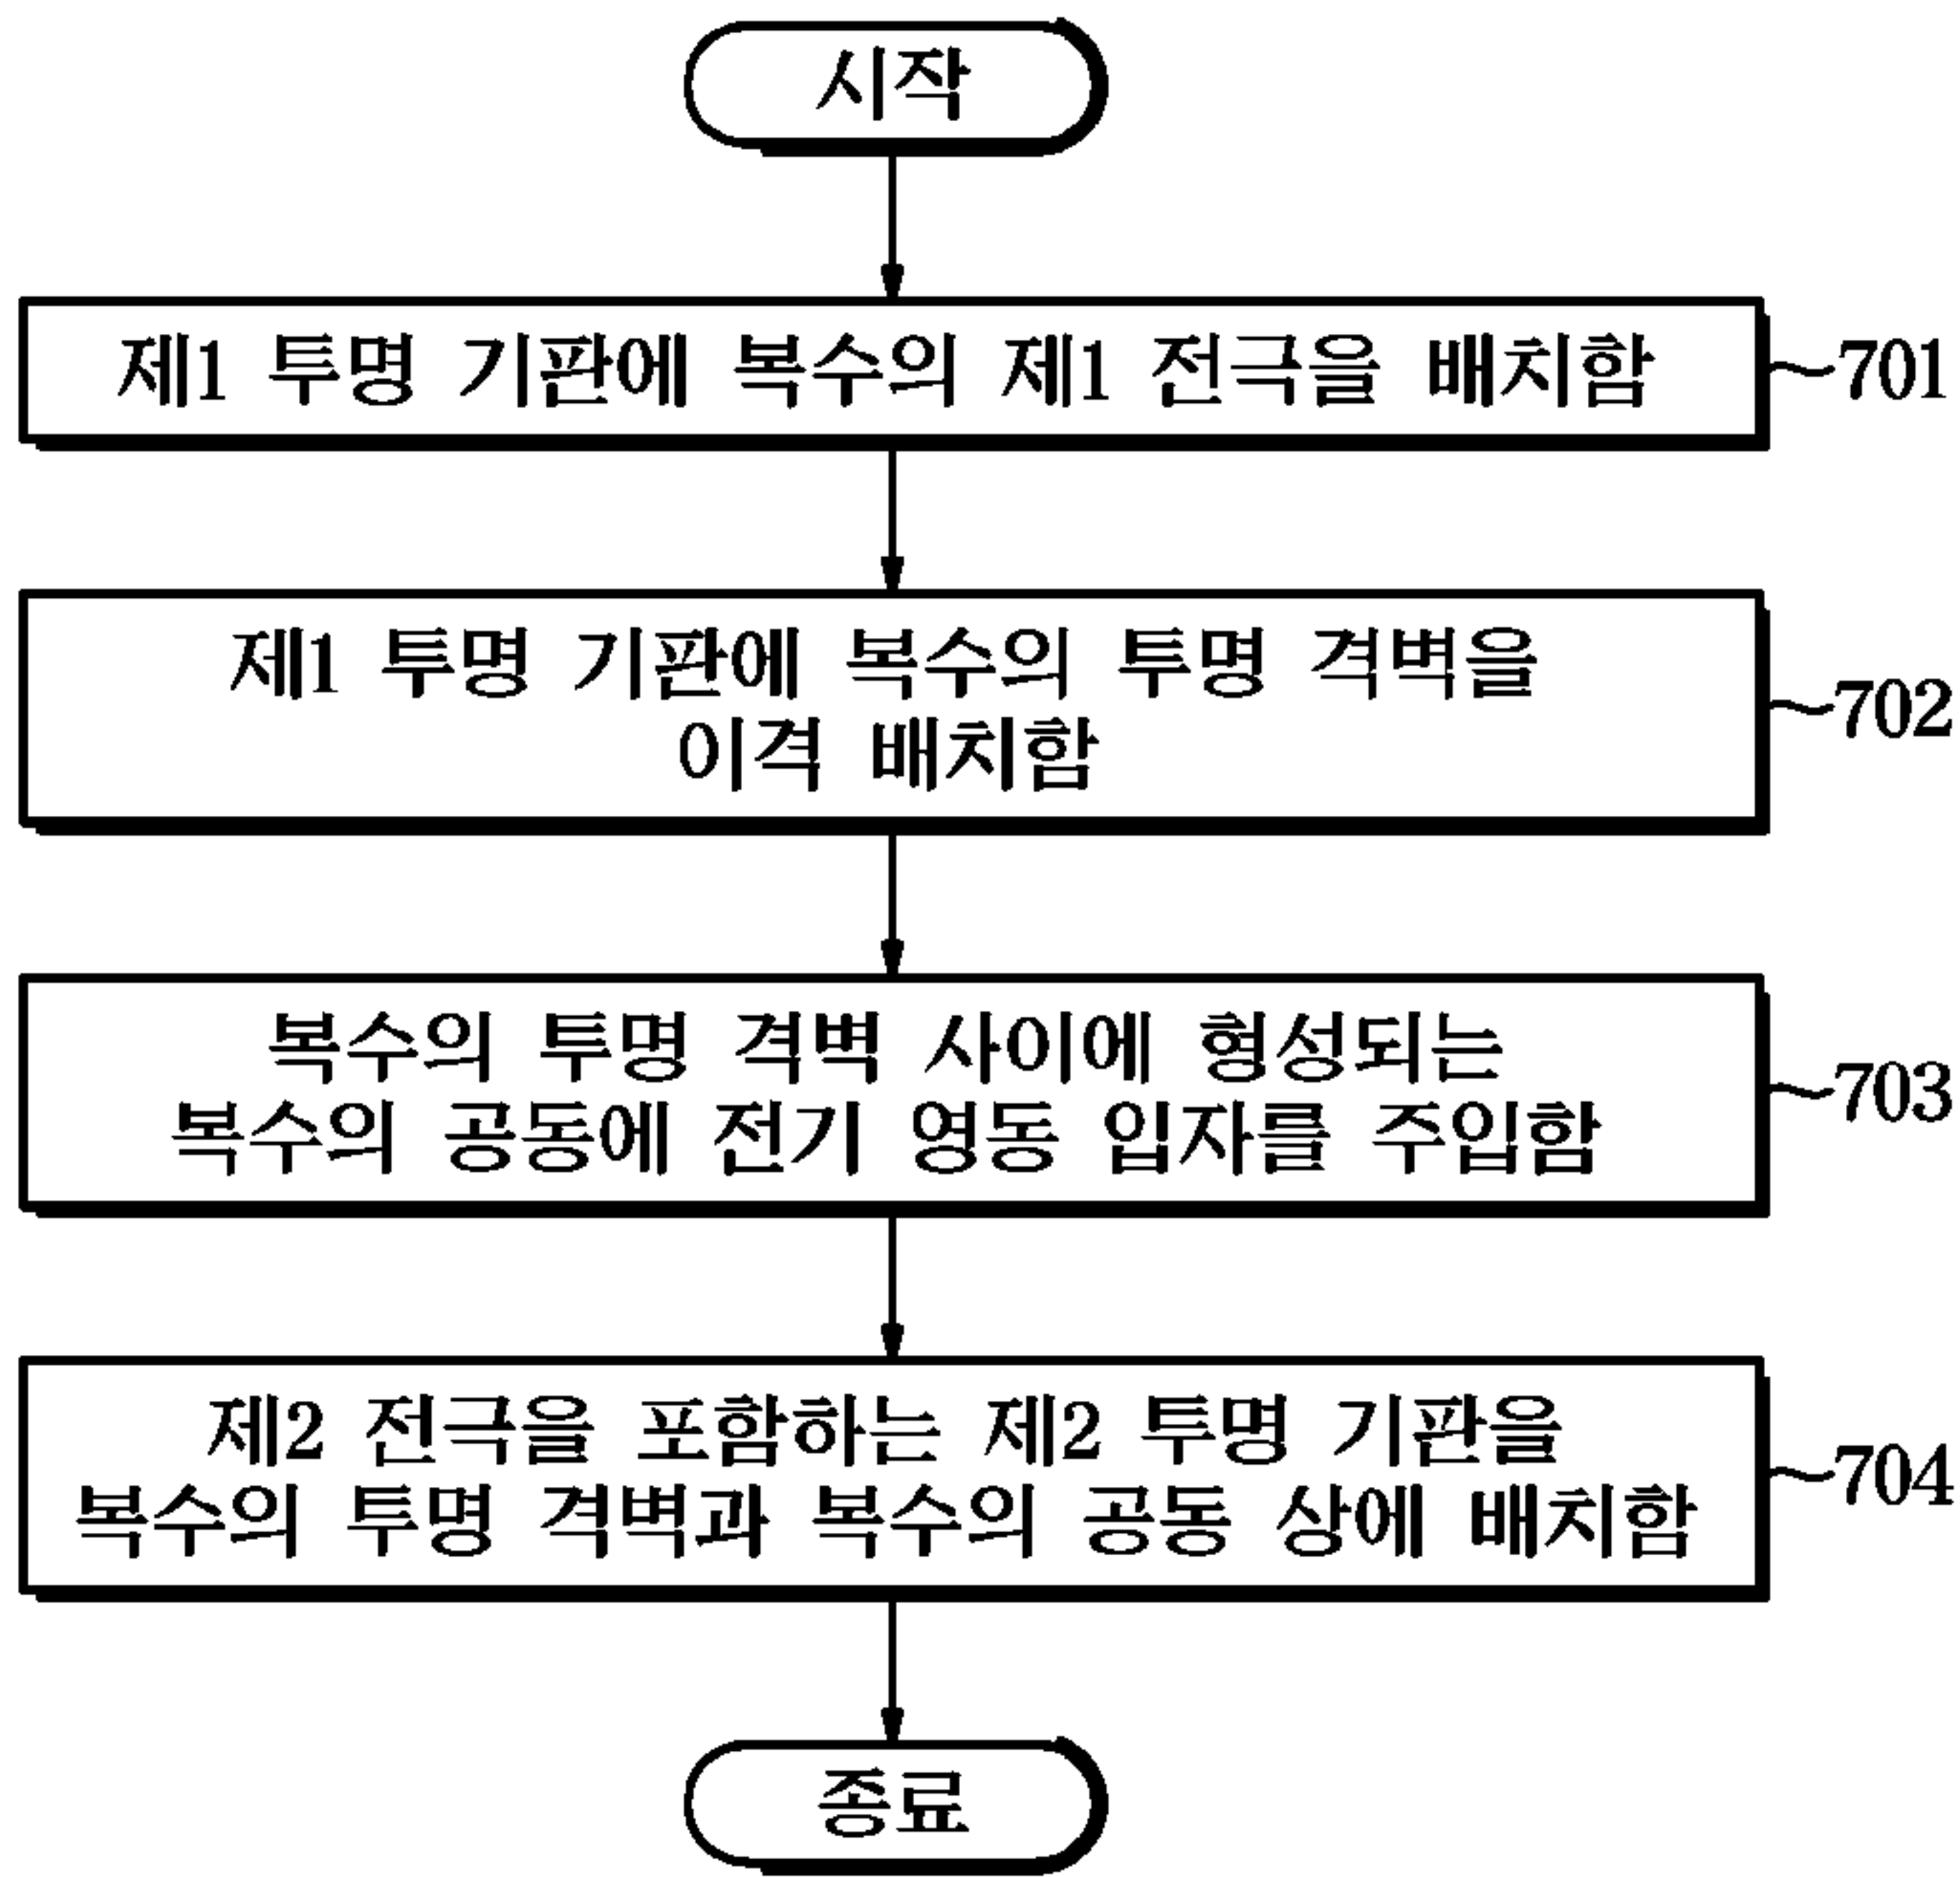 시작
제1 투명 기판에 복수의 제1 전극을 배치함
701
제1 투명 기판에 복수의 투명 격벽을
이격 배치함
702
복수의 투명 격벽 사이에 형성되는
복수의 공동에 전기 영동 입자를 주입함
703
제2 전극을 포함하는 제2 투명 기판을
복수의 투명 격벽과 복수의 공동 상에 배치함
704
종료